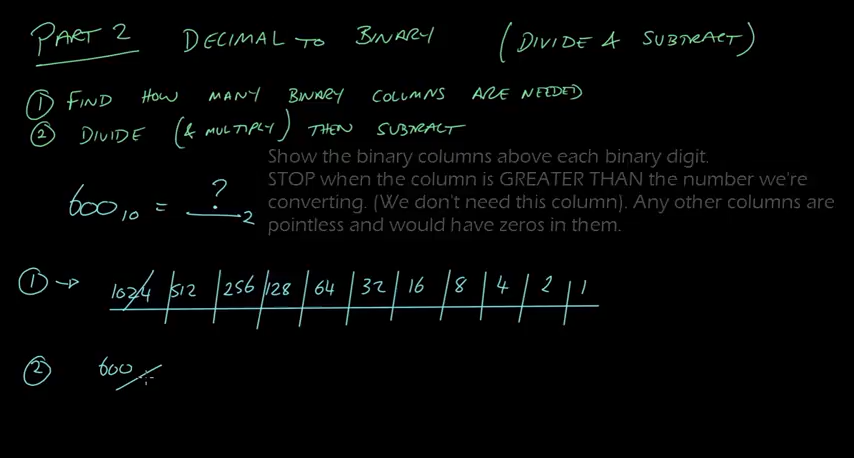 PART 2 DECIMAL TO BINARY (DIVIDE & SUBTRACT)
① FIND HOW MANY BINARY COLUMNS ARE NEEDED
② DIVIDE (& MULTIPLY) THEN SUBTRACT
Show the binary columns above each binary digit.
STOP when the column is GREATER THAN the number we're
converting. (We don't need this column). Any other columns are
pointless and would have zeros in them.
600₁₀ = ?₂
① → 1024 | 512 | 256 | 128 | 64 | 32 | 16 | 8 | 4 | 2 | 1
② 600